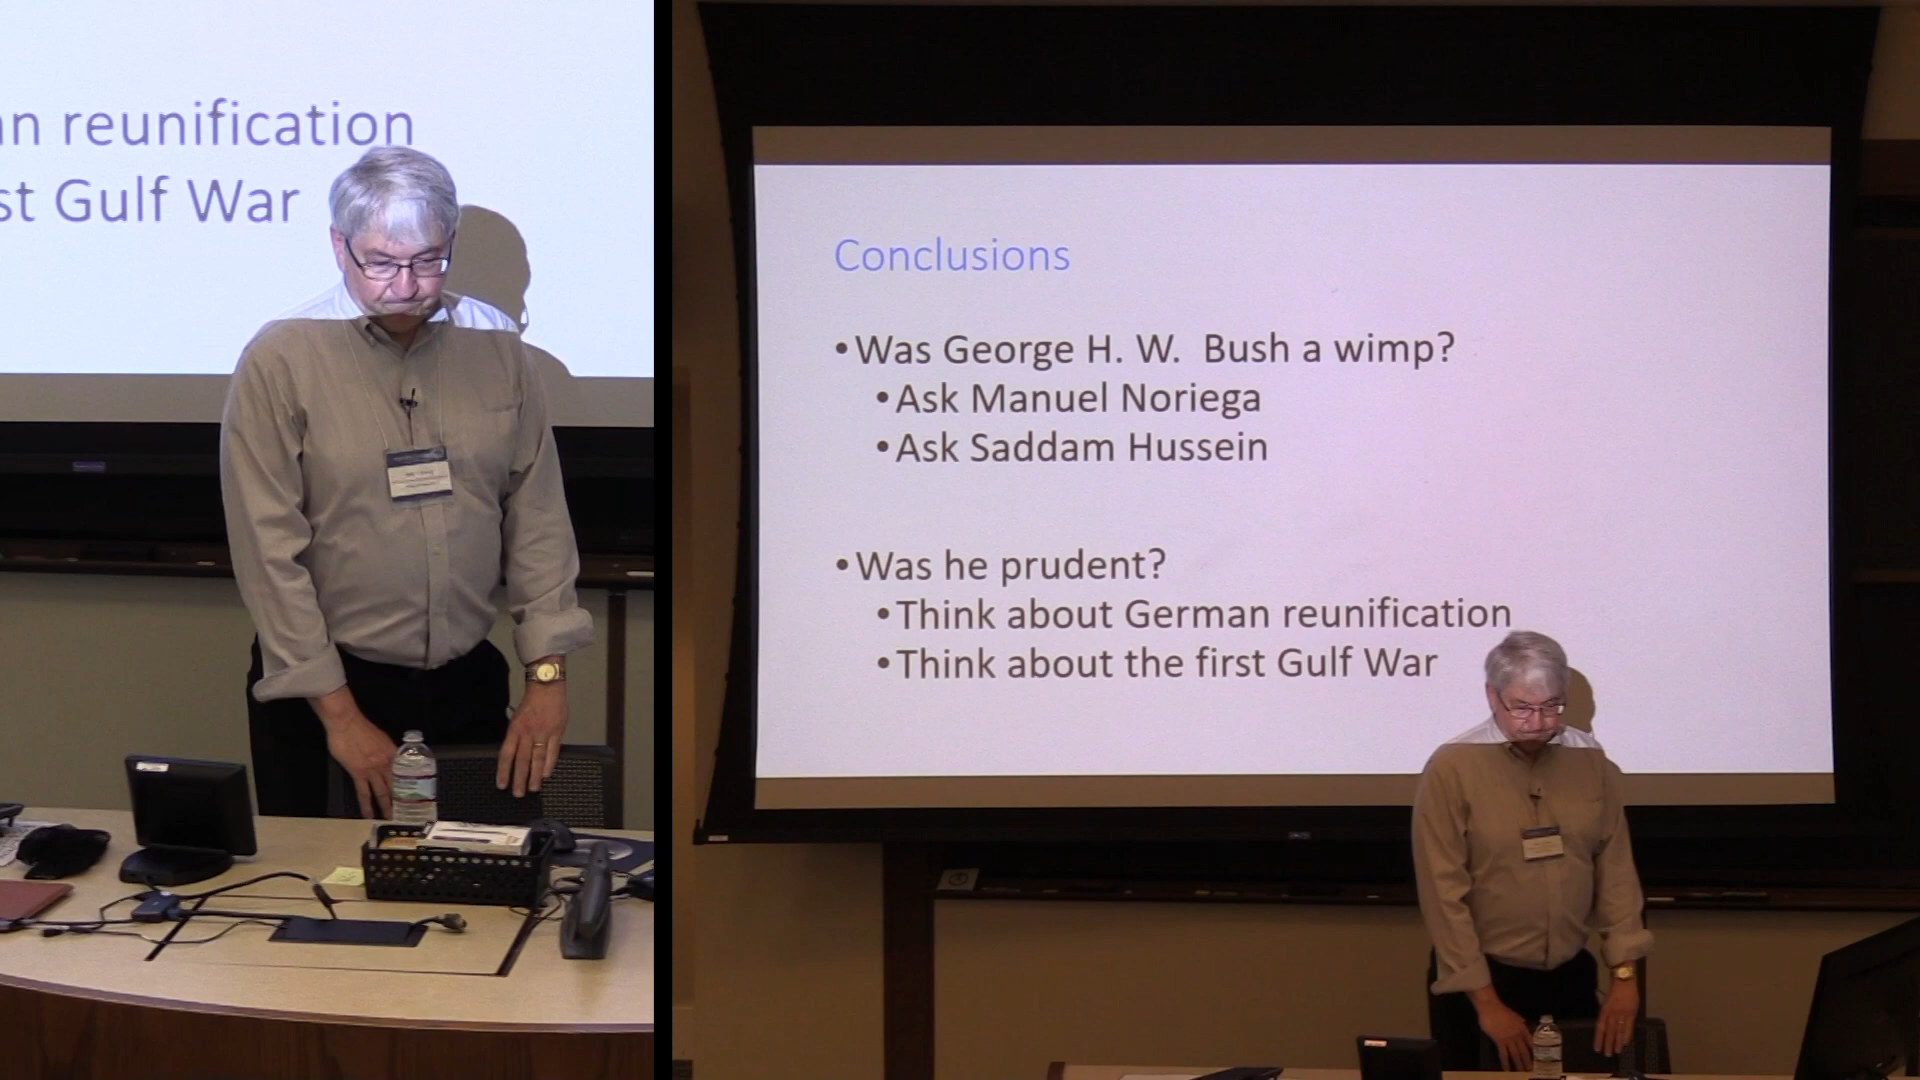 an reunification
st Gulf War
Conclusions
•Was George H. W.  Bush a wimp?
•Ask Manuel Noriega
•Ask Saddam Hussein
•Was he prudent?
•Think about German reunification
•Think about the first Gulf War